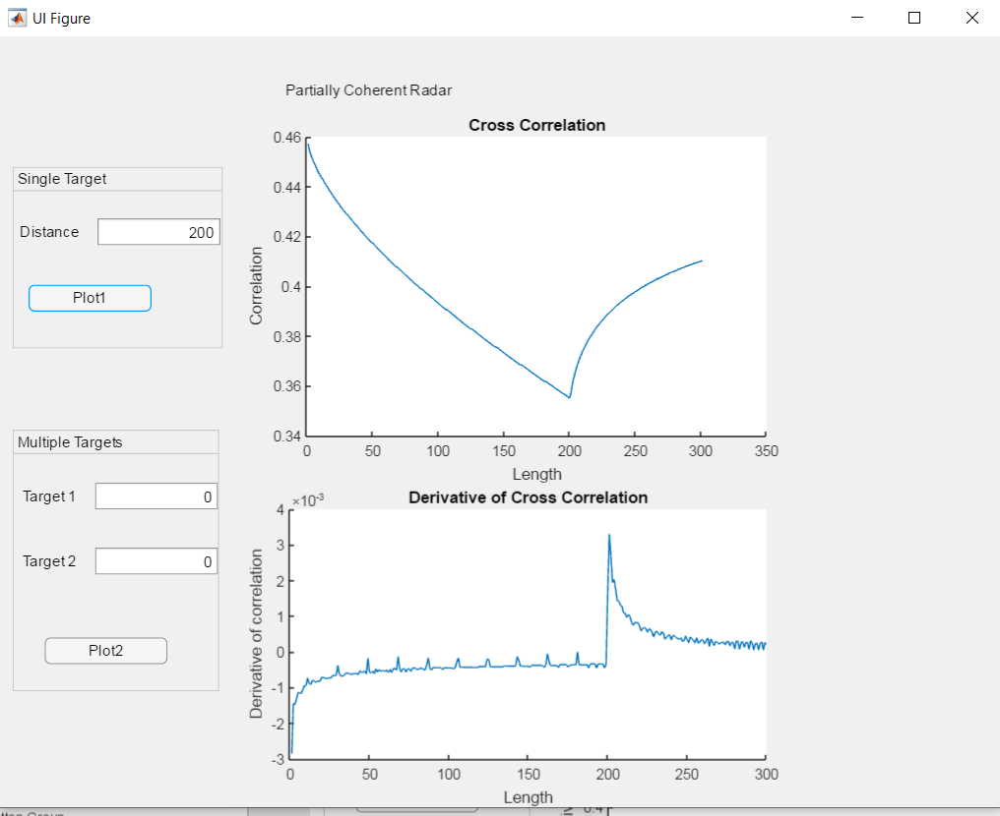 UI Figure
Partially Coherent Radar
Single Target
Distance
200
Plot1
Multiple Targets
Target 1
0
Target 2
0
Plot2
Cross Correlation
0.46
0.44
0.42
0.4
0.38
0.36
0.34
Correlation
0 50 100 150 200 250 300 350
Length
Derivative of Cross Correlation
×10-3
4
3
2
1
0
-1
-2
-3
Derivative of correlation
0 50 100 150 200 250 300
Length